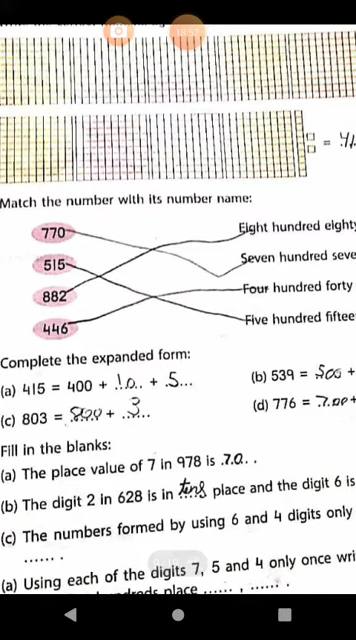 = 41
Match the number with its number name:
770 Eight hundred eighty
515 Seven hundred seve
882 Four hundred forty
446 Five hundred fiftee
Complete the expanded form:
(a) 415 = 400 + .10.. + .5... (b) 539 = 500 +
(c) 803 = 800 + .3... (d) 776 = 700 +
Fill in the blanks:
(a) The place value of 7 in 978 is .70. .
(b) The digit 2 in 628 is in tens place and the digit 6 is
(c) The numbers formed by using 6 and 4 digits only
...... .
(a) Using each of the digits 7, 5 and 4 only once wri
place ...... , ...... .